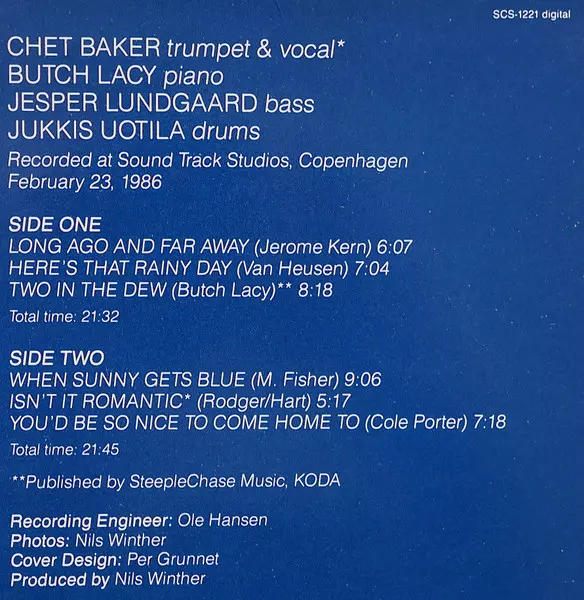 SCS-1221 digital
CHET BAKER trumpet & vocal*
BUTCH LACY piano
JESPER LUNDGAARD bass
JUKKIS UOTILA drums
Recorded at Sound Track Studios, Copenhagen
February 23, 1986
SIDE ONE
LONG AGO AND FAR AWAY (Jerome Kern) 6:07
HERE'S THAT RAINY DAY (Van Heusen) 7:04
TWO IN THE DEW (Butch Lacy)** 8:18
Total time: 21:32
SIDE TWO
WHEN SUNNY GETS BLUE (M. Fisher) 9:06
ISN'T IT ROMANTIC* (Rodger/Hart) 5:17
YOU'D BE SO NICE TO COME HOME TO (Cole Porter) 7:18
Total time: 21:45
**Published by SteepleChase Music, KODA
Recording Engineer: Ole Hansen
Photos: Nils Winther
Cover Design: Per Grunnet
Produced by Nils Winther